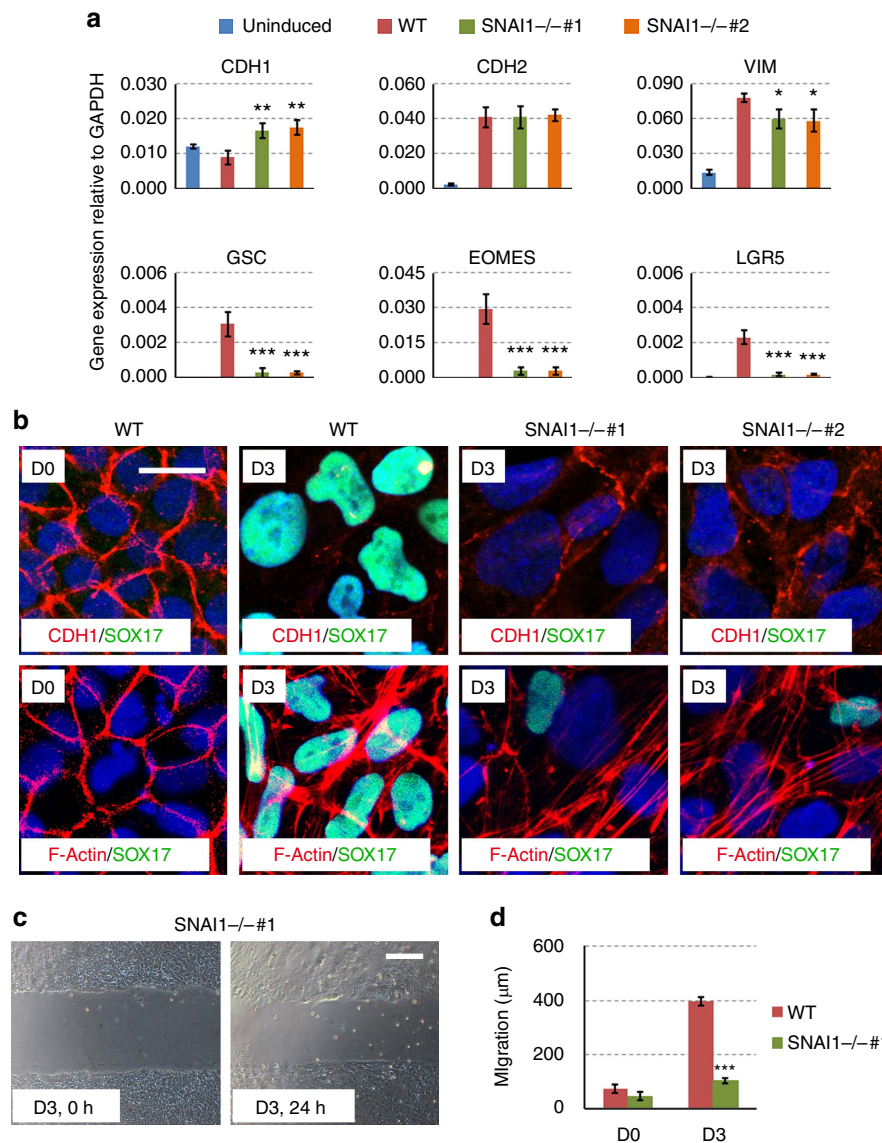 a
Uninduced WT SNAI1–/–#1 SNAI1–/–#2
Gene expression relative to GAPDH
CDH1 CDH2 VIM
0.030 0.060 0.090
0.020 0.040 0.060
0.010 0.020 0.030
0.000 0.000 0.000
** ** * *
GSC EOMES LGR5
0.006 0.045 0.006
0.004 0.030 0.004
0.002 0.015 0.002
0.000 0.000 0.000
*** *** *** *** *** ***
b
WT WT SNAI1–/–#1 SNAI1–/–#2
D0 D3 D3 D3
CDH1/SOX17 CDH1/SOX17 CDH1/SOX17 CDH1/SOX17
D0 D3 D3 D3
F-Actin/SOX17 F-Actin/SOX17 F-Actin/SOX17 F-Actin/SOX17
c
SNAI1–/–#1
D3, 0 h D3, 24 h
d
MIgration (μm)
600
400
200
0
***
D0 D3
WT
SNAI1–/–#1